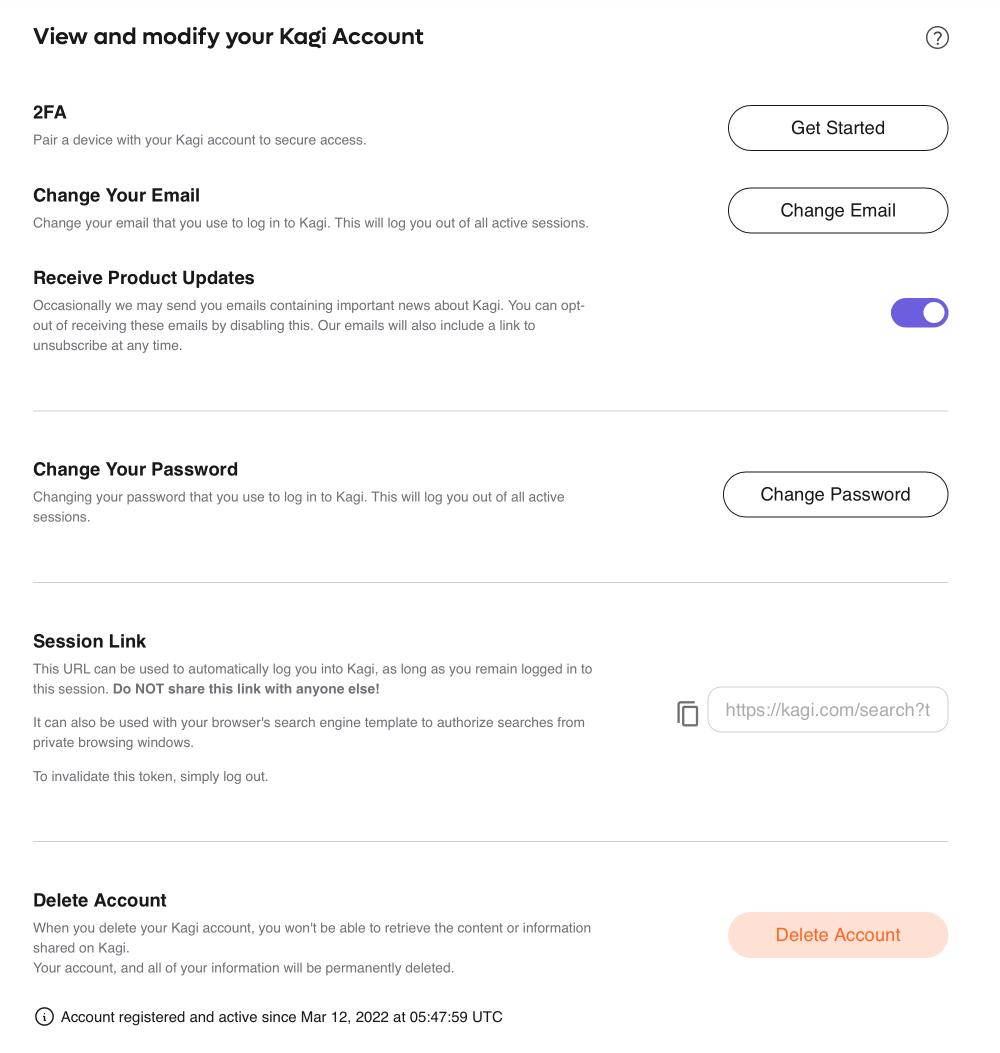 View and modify your Kagi Account
?
2FA
Pair a device with your Kagi account to secure access.
Get Started
Change Your Email
Change your email that you use to log in to Kagi. This will log you out of all active sessions.
Change Email
Receive Product Updates
Occasionally we may send you emails containing important news about Kagi. You can opt-
out of receiving these emails by disabling this. Our emails will also include a link to
unsubscribe at any time.
Change Your Password
Changing your password that you use to log in to Kagi. This will log you out of all active
sessions.
Change Password
Session Link
This URL can be used to automatically log you into Kagi, as long as you remain logged in to
this session. Do NOT share this link with anyone else!
It can also be used with your browser's search engine template to authorize searches from
private browsing windows.
To invalidate this token, simply log out.
https://kagi.com/search?t
Delete Account
When you delete your Kagi account, you won't be able to retrieve the content or information
shared on Kagi.
Your account, and all of your information will be permanently deleted.
Delete Account
Account registered and active since Mar 12, 2022 at 05:47:59 UTC